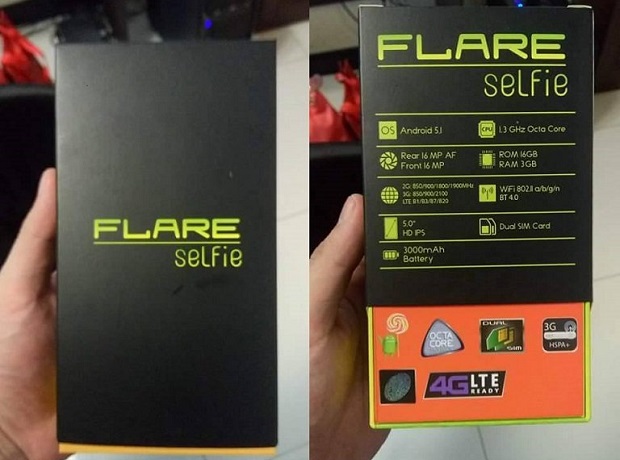 FLARE
selfie
FLARE
selfie
OS Android 5.1
CPU 1.3 GHz Octa Core
Rear 16 MP AF
Front 16 MP
ROM 16GB
RAM 3GB
2G: 850/900/1800/1900MHz
3G: 850/900/2100
LTE B1/B3/B7/B20
WiFi 802.11 a/b/g/n
BT 4.0
5.0"
HD IPS
Dual SIM Card
3000mAh
Battery
OCTA
CORE
DUAL
SIM
3G
HSPA+
4G LTE
READY